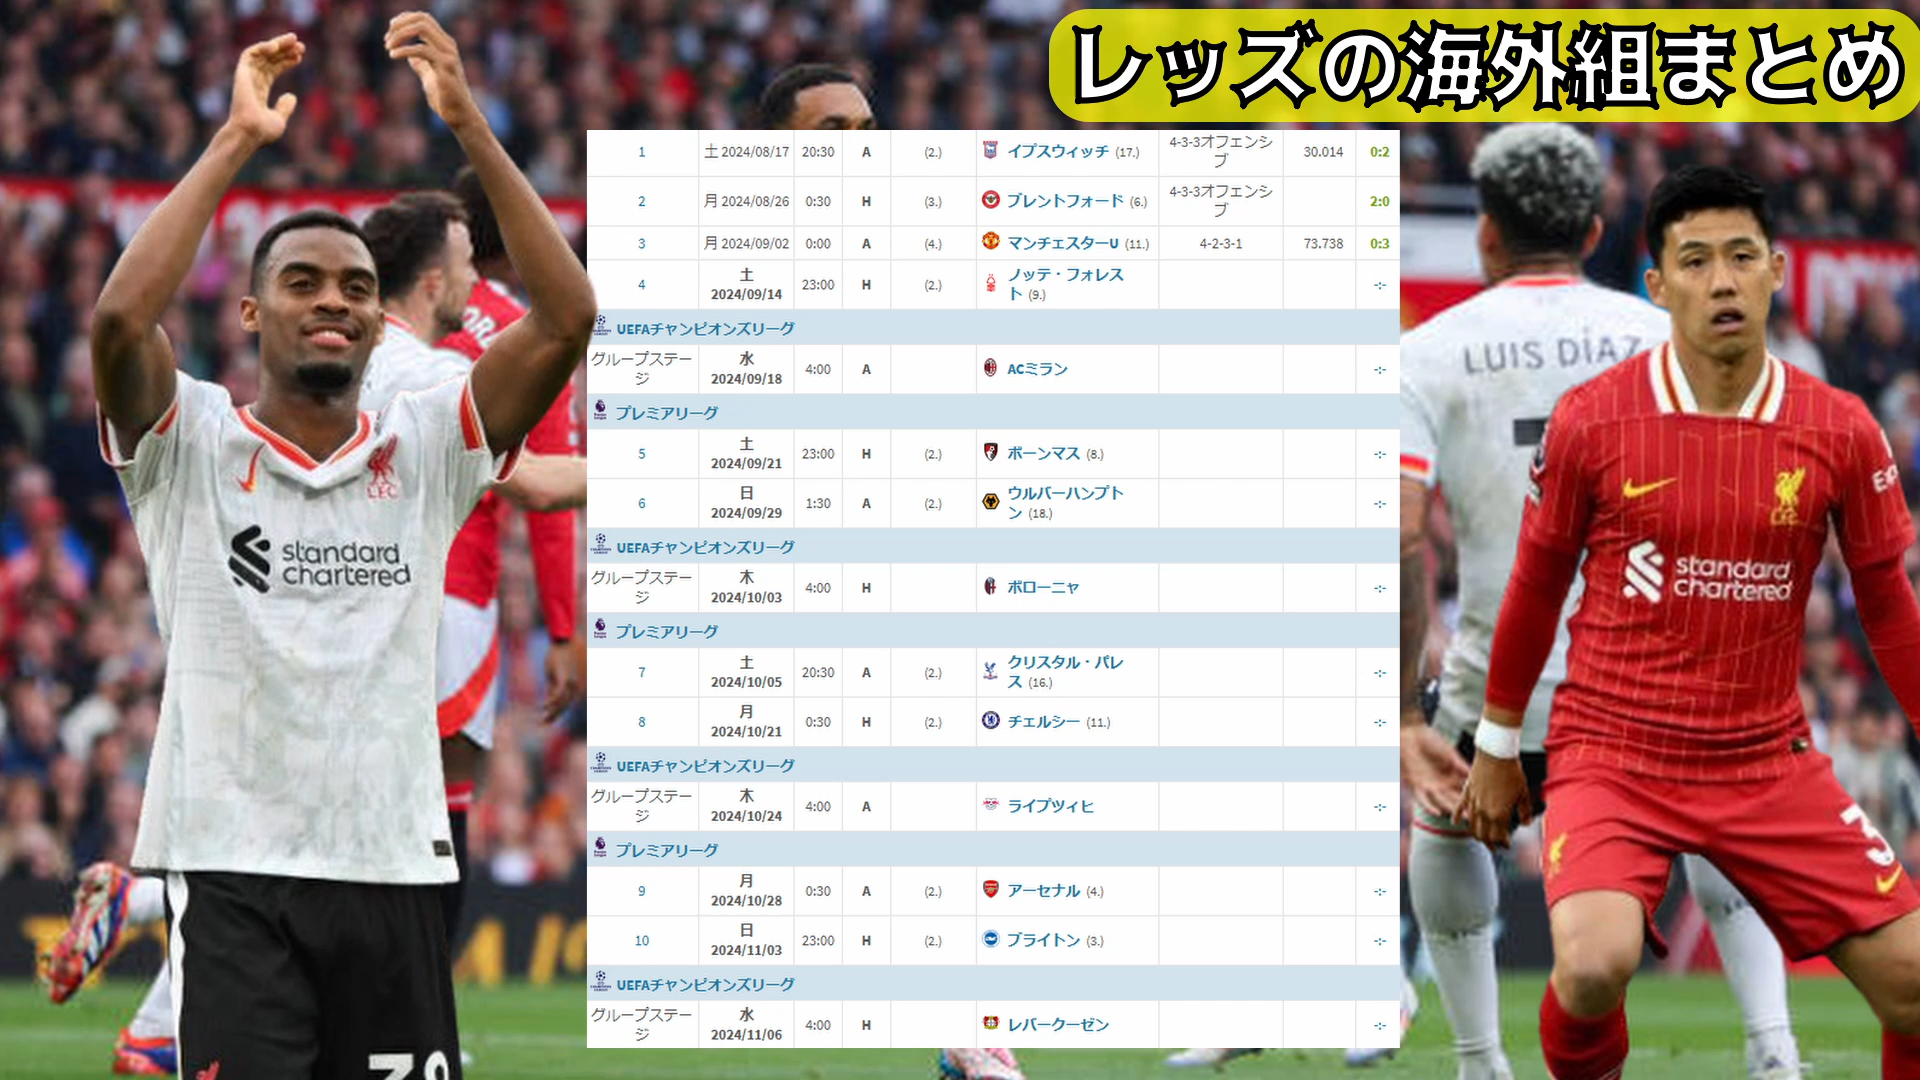 レッズの海外組まとめ
1 土 2024/08/17 20:30 A (2.) イプスウィッチ (17.) 4-3-3オフェンシブ 30.014 0:2
2 月 2024/08/26 0:30 H (3.) ブレントフォード (6.) 4-3-3オフェンシブ 2:0
3 月 2024/09/02 0:00 A (4.) マンチェスターU (11.) 4-2-3-1 73.738 0:3
4 土 2024/09/14 23:00 H (2.) ノッテ・フォレスト (9.) -:-
UEFAチャンピオンズリーグ
グループステージ 水 2024/09/18 4:00 A ACミラン -:-
プレミアリーグ
5 土 2024/09/21 23:00 H (2.) ボーンマス (8.) -:-
6 日 2024/09/29 1:30 A (2.) ウルバーハンプトン (18.) -:-
UEFAチャンピオンズリーグ
グループステージ 木 2024/10/03 4:00 H ボローニャ -:-
プレミアリーグ
7 土 2024/10/05 20:30 A (2.) クリスタル・パレス (16.) -:-
8 月 2024/10/21 0:30 H (2.) チェルシー (11.) -:-
UEFAチャンピオンズリーグ
グループステージ 木 2024/10/24 4:00 A ライプツィヒ -:-
プレミアリーグ
9 月 2024/10/28 0:30 A (2.) アーセナル (4.) -:-
10 日 2024/11/03 23:00 H (2.) ブライトン (3.) -:-
UEFAチャンピオンズリーグ
グループステージ 水 2024/11/06 4:00 H レバークーゼン -:-
LFC
standard
chartered
LUIS DÍAZ
LFC
standard
chartered